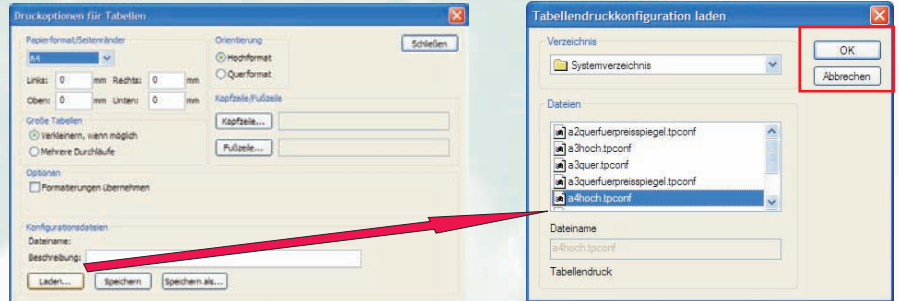 Druckoptionen für Tabellen
Papierformat/Seitenränder
A4
Links: 0 mm Rechts: 0 mm
Oben: 0 mm Unten: 0 mm
Orientierung
Hochformat
Querformat
Schließen
Kopfzeile/Fußzeile
Kopfzeile...
Fußzeile...
Große Tabellen
Verkleinern, wenn möglich
Mehrere Durchläufe
Optionen
Formatierungen übernehmen
Konfigurationsdateien
Dateiname:
Beschreibung:
Laden... Speichern Speichern als...
Tabellendruckkonfiguration laden
Verzeichnis
Systemverzeichnis
OK
Abbrechen
Dateien
a2querfuerpreisspiegel.tpconf
a3hoch.tpconf
a3quer.tpconf
a3querfuerpreisspiegel.tpconf
a4hoch.tpconf
Dateiname
a4hoch.tpconf
Tabellendruck